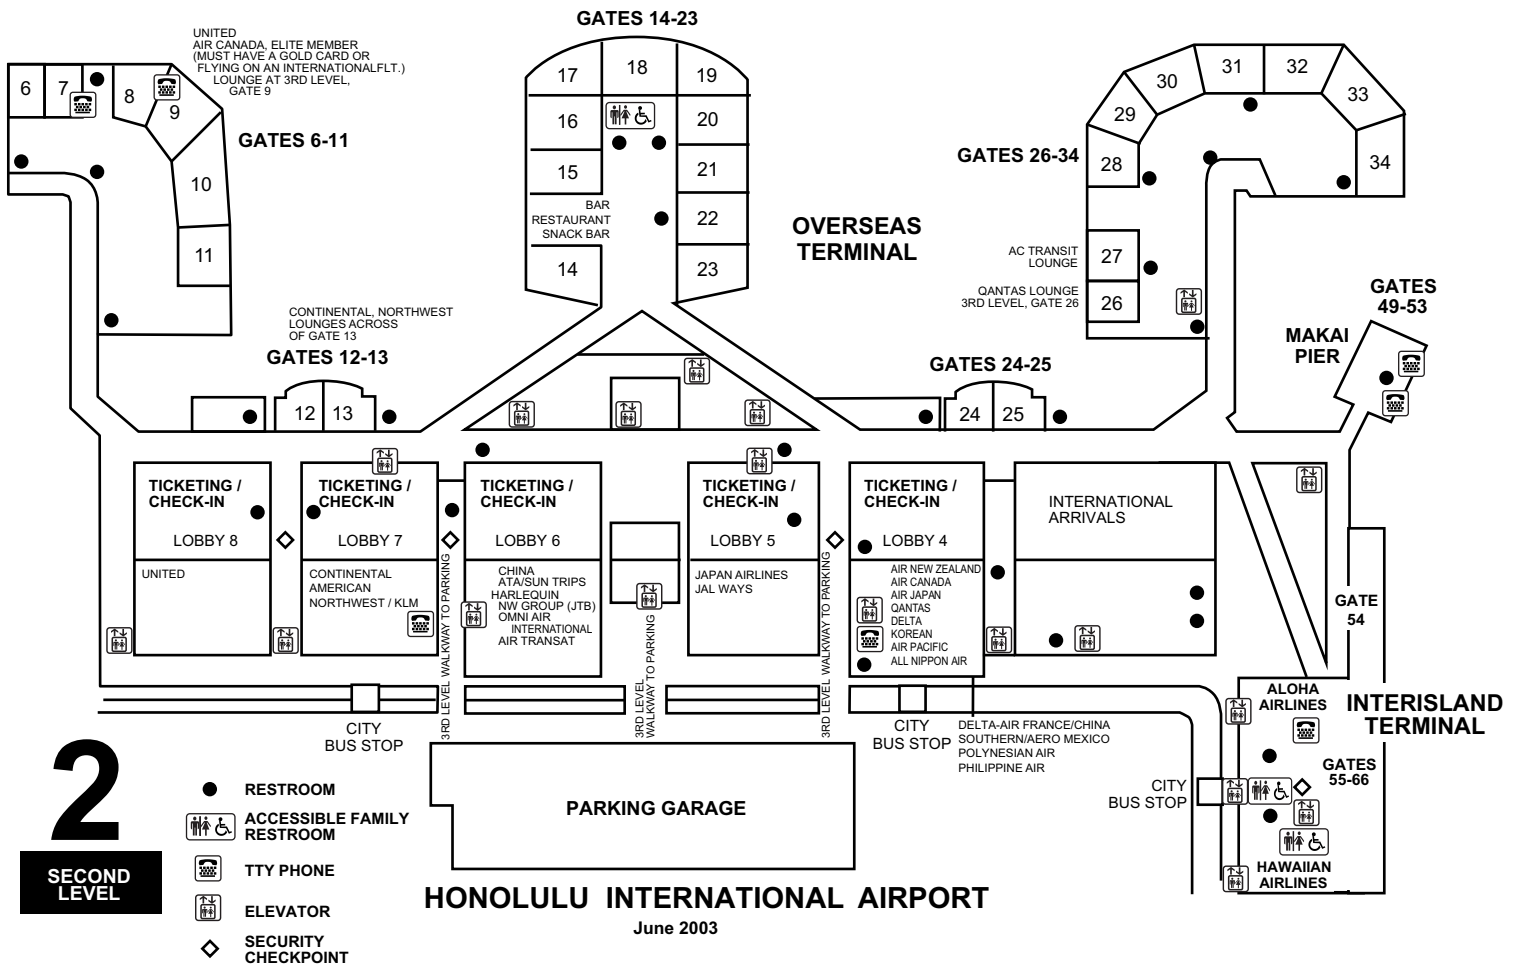 GATES 14-23
UNITED
AIR CANADA, ELITE MEMBER
(MUST HAVE A GOLD CARD OR
FLYING ON AN INTERNATIONALFLT.)
LOUNGE AT 3RD LEVEL,
GATE 9
6
7
8
9
10
11
GATES 6-11
17
18
19
16
20
15
21
BAR
RESTAURANT
SNACK BAR
22
14
23
OVERSEAS
TERMINAL
GATES 26-34
28
29
30
31
32
33
34
AC TRANSIT
LOUNGE
27
QANTAS LOUNGE
3RD LEVEL, GATE 26
26
CONTINENTAL, NORTHWEST
LOUNGES ACROSS
OF GATE 13
GATES 12-13
12
13
GATES 24-25
24
25
GATES
49-53
MAKAI
PIER
TICKETING /
CHECK-IN
LOBBY 8
UNITED
TICKETING /
CHECK-IN
LOBBY 7
CONTINENTAL
AMERICAN
NORTHWEST / KLM
3RD LEVEL WALKWAY TO PARKING
TICKETING /
CHECK-IN
LOBBY 6
CHINA
ATA/SUN TRIPS
HARLEQUIN
NW GROUP (JTB)
OMNI AIR
INTERNATIONAL
AIR TRANSAT
3RD LEVEL
WALKWAY TO PARKING
TICKETING /
CHECK-IN
LOBBY 5
JAPAN AIRLINES
JAL WAYS
3RD LEVEL WALKWAY TO PARKING
TICKETING /
CHECK-IN
LOBBY 4
AIR NEW ZEALAND
AIR CANADA
AIR JAPAN
QANTAS
DELTA
KOREAN
AIR PACIFIC
ALL NIPPON AIR
INTERNATIONAL
ARRIVALS
GATE
54
CITY
BUS STOP
CITY
BUS STOP
DELTA-AIR FRANCE/CHINA
SOUTHERN/AERO MEXICO
POLYNESIAN AIR
PHILIPPINE AIR
ALOHA
AIRLINES
INTERISLAND
TERMINAL
GATES
55-66
CITY
BUS STOP
HAWAIIAN
AIRLINES
PARKING GARAGE
2
SECOND
LEVEL
RESTROOM
ACCESSIBLE FAMILY
RESTROOM
TTY PHONE
ELEVATOR
SECURITY
CHECKPOINT
HONOLULU INTERNATIONAL AIRPORT
June 2003